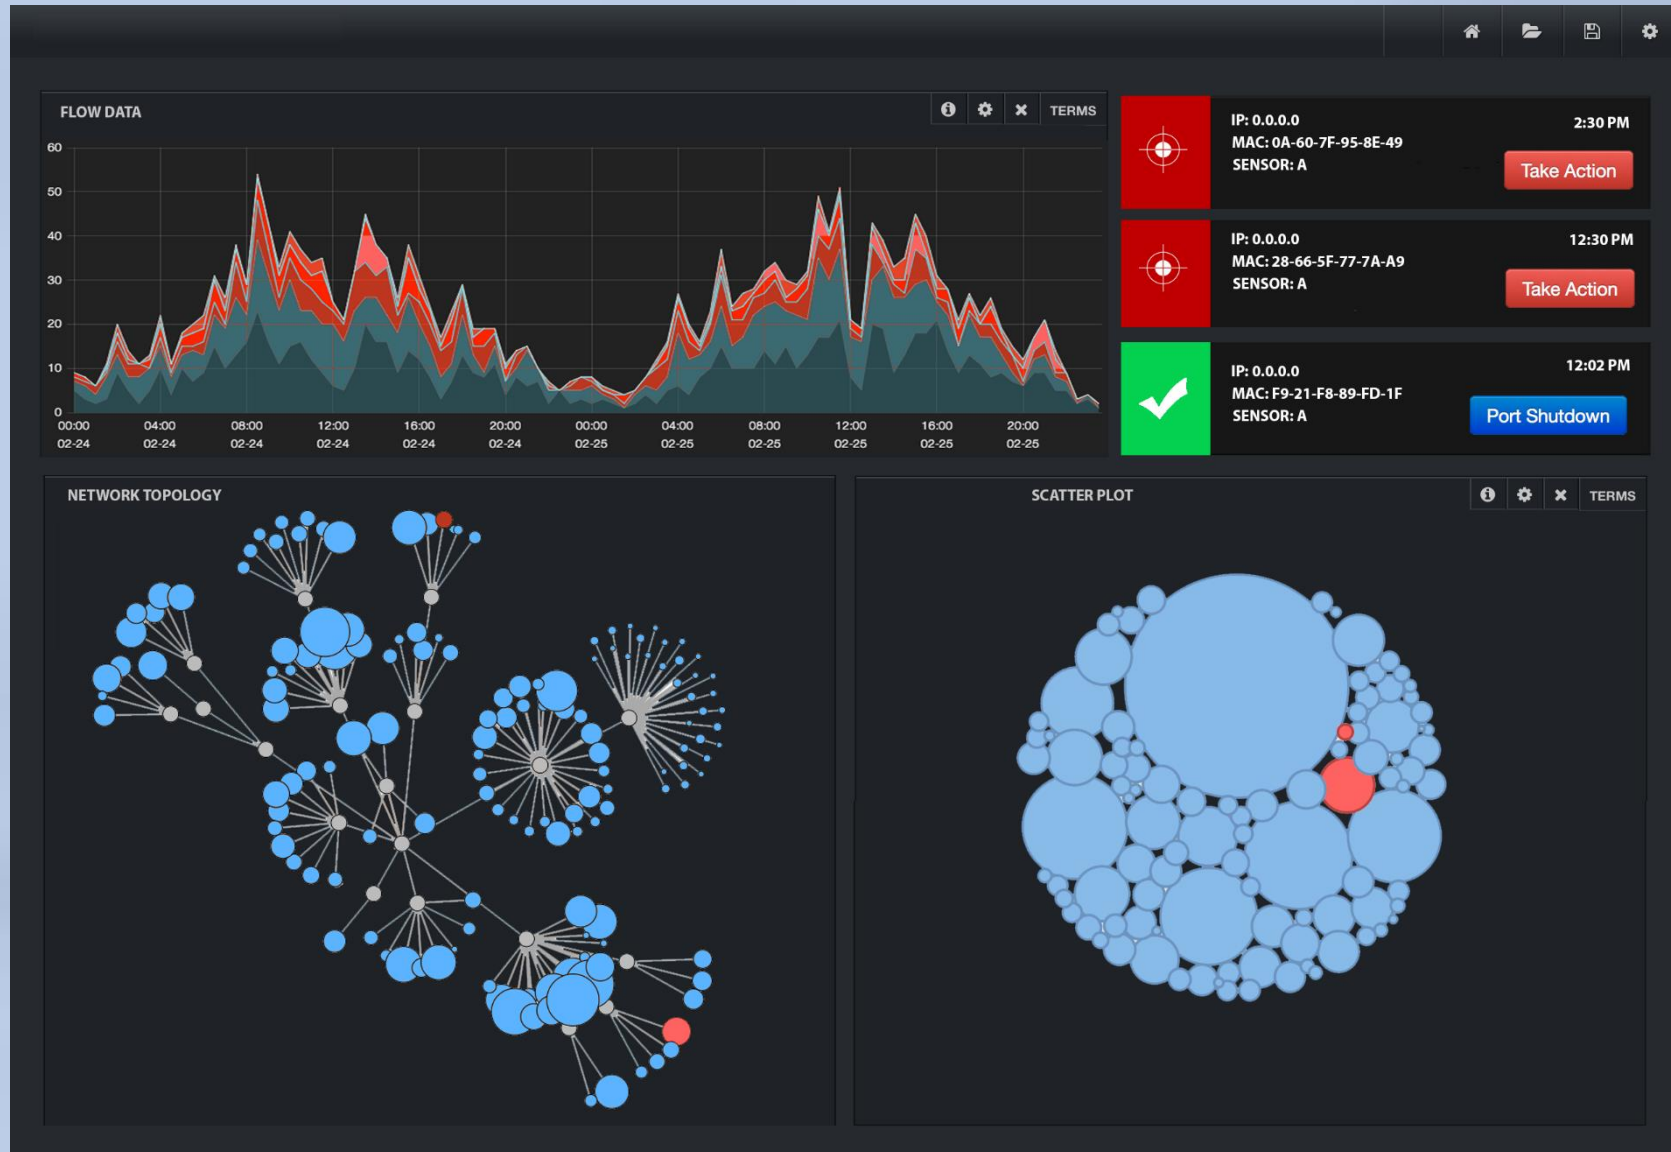 FLOW DATA
TERMS
60
50
40
30
20
10
0
00:00 04:00 08:00 12:00 16:00 20:00 00:00 04:00 08:00 12:00 16:00 20:00
02-24 02-24 02-24 02-24 02-24 02-24 02-25 02-25 02-25 02-25 02-25 02-25
IP: 0.0.0.0
2:30 PM
MAC: 0A-60-7F-95-8E-49
SENSOR: A
Take Action
IP: 0.0.0.0
12:30 PM
MAC: 28-66-5F-77-7A-A9
SENSOR: A
Take Action
IP: 0.0.0.0
12:02 PM
MAC: F9-21-F8-89-FD-1F
SENSOR: A
Port Shutdown
NETWORK TOPOLOGY
SCATTER PLOT
TERMS